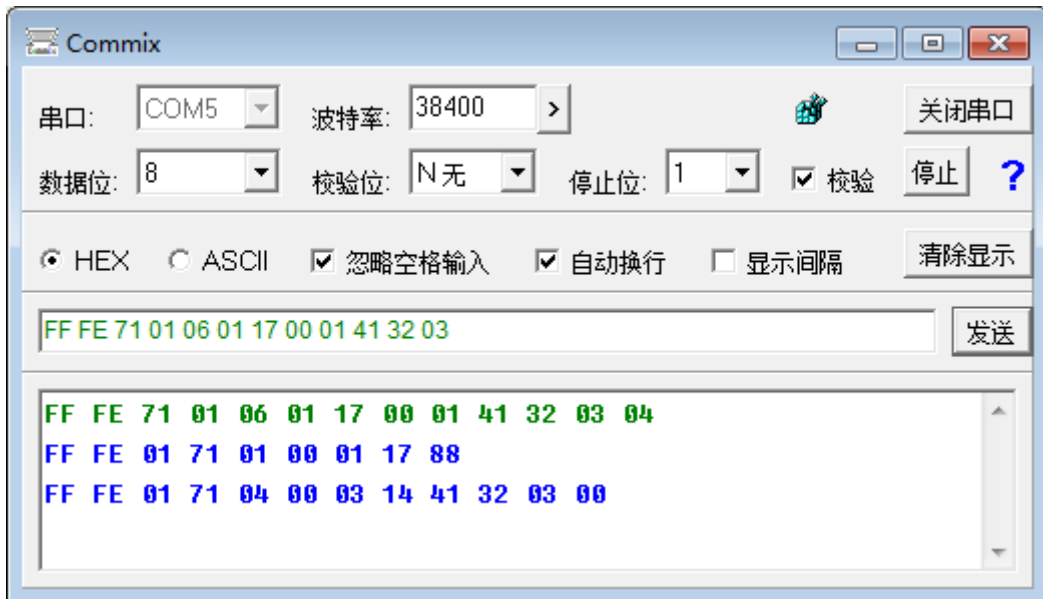 Commix
串口: COM5 波特率: 38400 > 关闭串口
数据位: 8 校验位: N 无 停止位: 1 校验 停止 ?
HEX ASCII 忽略空格输入 自动换行 显示间隔 清除显示
FF FE 71 01 06 01 17 00 01 41 32 03 发送
FF FE 71 01 06 01 17 00 01 41 32 03 04
FF FE 01 71 01 00 01 17 88
FF FE 01 71 04 00 03 14 41 32 03 00